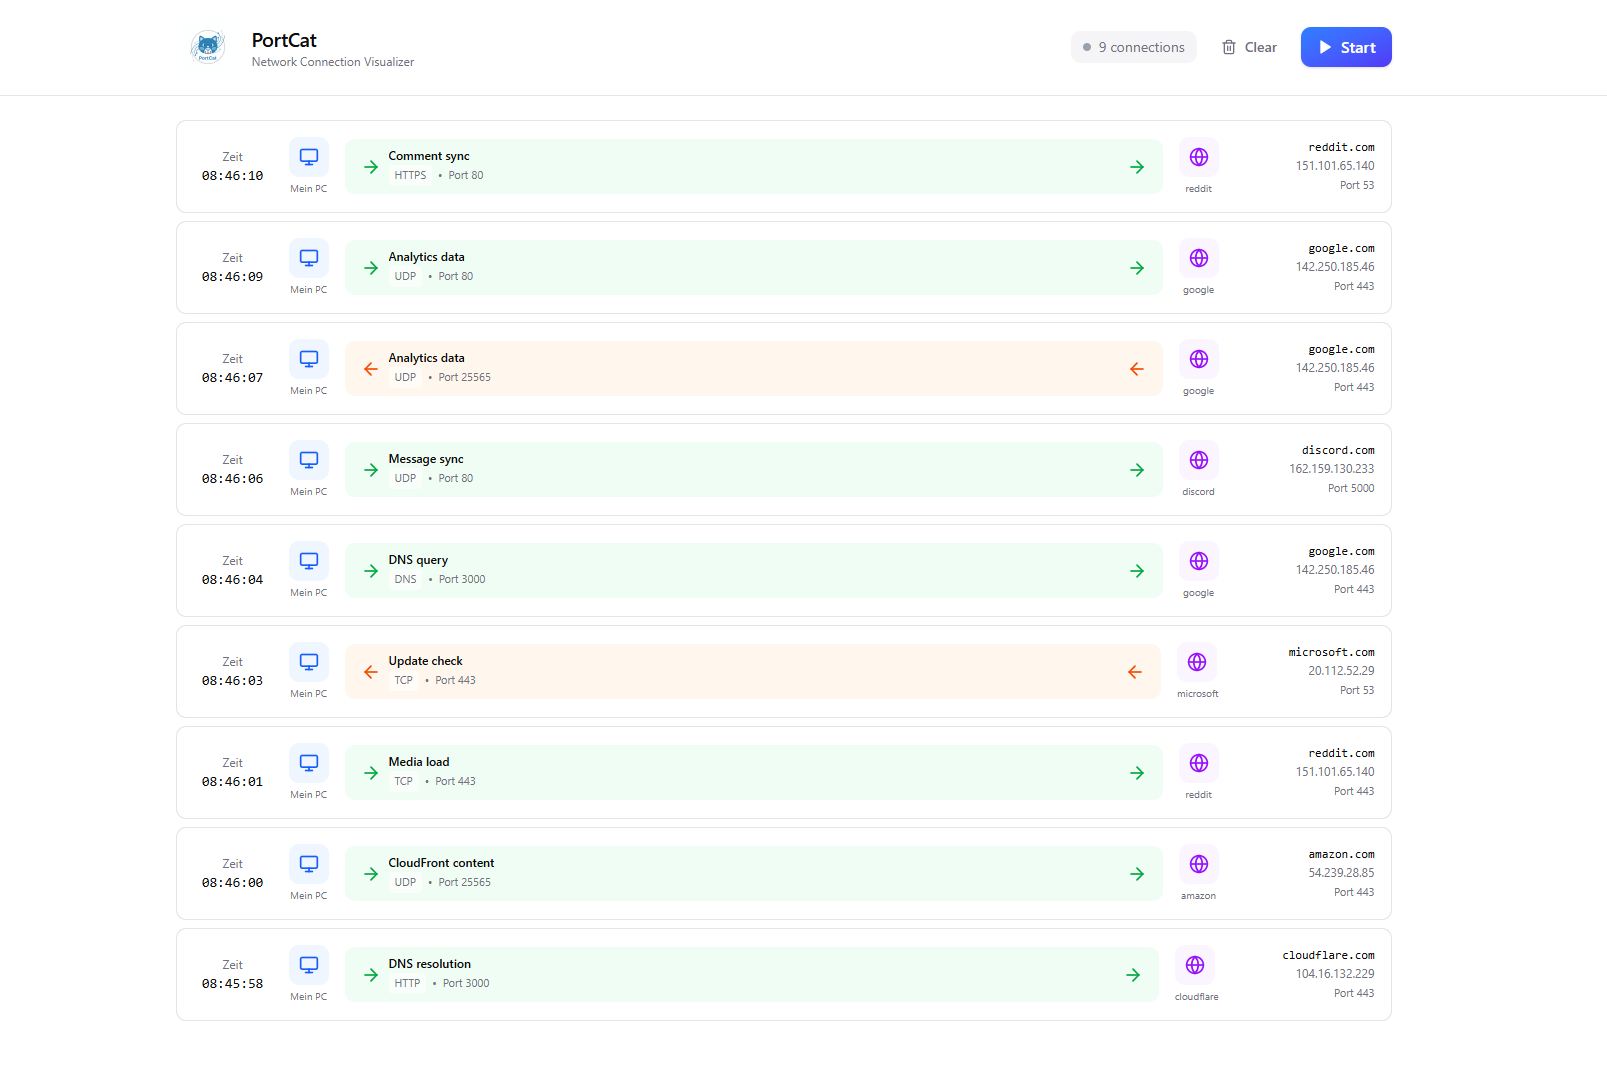 PortCat
PortCat
Network Connection Visualizer
9 connections
Clear
Start
Zeit
08:46:10
Mein PC
Comment sync
HTTPS • Port 80
reddit
reddit.com
151.101.65.140
Port 53
Zeit
08:46:09
Mein PC
Analytics data
UDP • Port 80
google
google.com
142.250.185.46
Port 443
Zeit
08:46:07
Mein PC
Analytics data
UDP • Port 25565
google
google.com
142.250.185.46
Port 443
Zeit
08:46:06
Mein PC
Message sync
UDP • Port 80
discord
discord.com
162.159.130.233
Port 5000
Zeit
08:46:04
Mein PC
DNS query
DNS • Port 3000
google
google.com
142.250.185.46
Port 443
Zeit
08:46:03
Mein PC
Update check
TCP • Port 443
microsoft
microsoft.com
20.112.52.29
Port 53
Zeit
08:46:01
Mein PC
Media load
TCP • Port 443
reddit
reddit.com
151.101.65.140
Port 443
Zeit
08:46:00
Mein PC
CloudFront content
UDP • Port 25565
amazon
amazon.com
54.239.28.85
Port 443
Zeit
08:45:58
Mein PC
DNS resolution
HTTP • Port 3000
cloudflare
cloudflare.com
104.16.132.229
Port 443